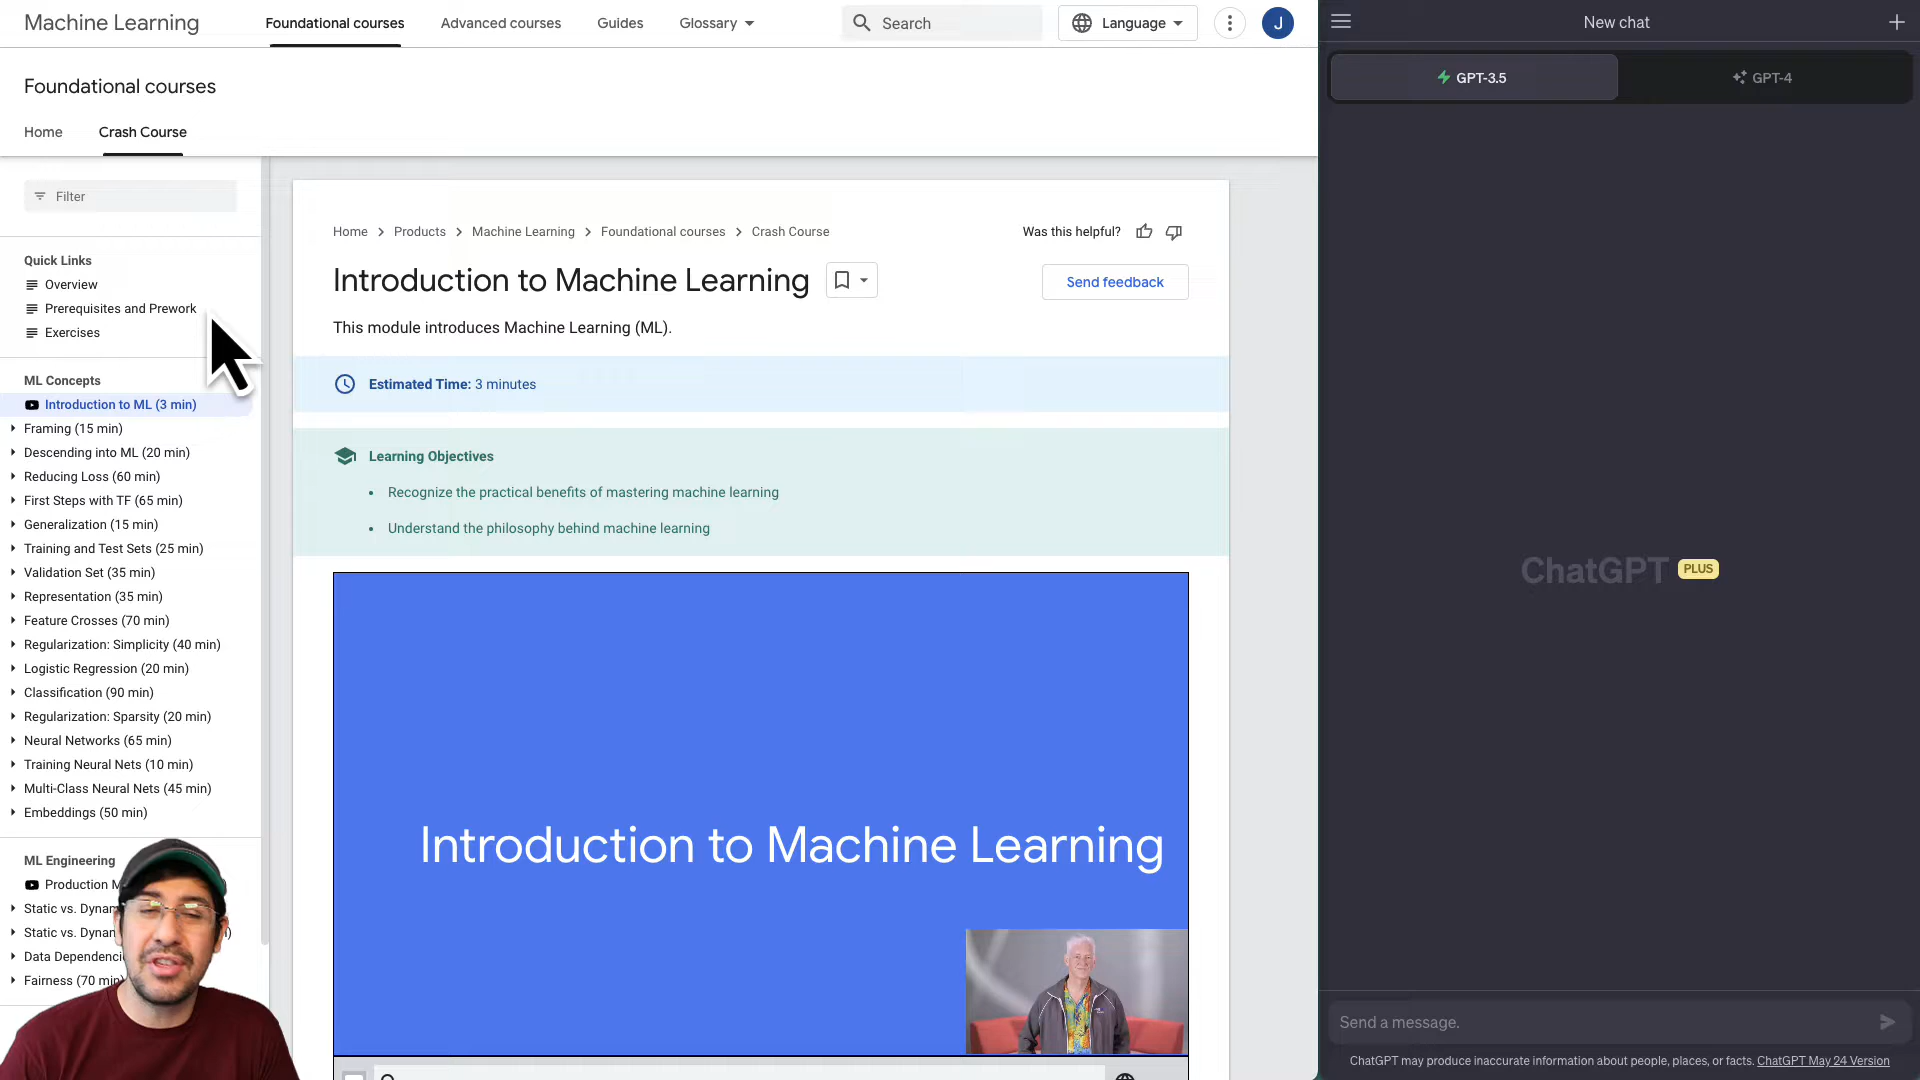 Machine Learning
Foundational courses
Advanced courses
Guides
Glossary
Search
Language
J
Foundational courses
Home
Crash Course
Filter
Quick Links
Overview
Prerequisites and Prework
Exercises
ML Concepts
Introduction to ML (3 min)
Framing (15 min)
Descending into ML (20 min)
Reducing Loss (60 min)
First Steps with TF (65 min)
Generalization (15 min)
Training and Test Sets (25 min)
Validation Set (35 min)
Representation (35 min)
Feature Crosses (70 min)
Regularization: Simplicity (40 min)
Logistic Regression (20 min)
Classification (90 min)
Regularization: Sparsity (20 min)
Neural Networks (65 min)
Training Neural Nets (10 min)
Multi-Class Neural Nets (45 min)
Embeddings (50 min)
ML Engineering
Production
Static vs.
Static vs.
Data
Fairness (70
Home > Products > Machine Learning > Foundational courses > Crash Course
Was this helpful?
Introduction to Machine Learning
Send feedback
This module introduces Machine Learning (ML).
Estimated Time: 3 minutes
Learning Objectives
• Recognize the practical benefits of mastering machine learning
• Understand the philosophy behind machine learning
Introduction to Machine Learning
New chat
GPT-3.5
GPT-4
ChatGPT PLUS
Send a message.
ChatGPT may produce inaccurate information about people, places, or facts. ChatGPT May 24 Version